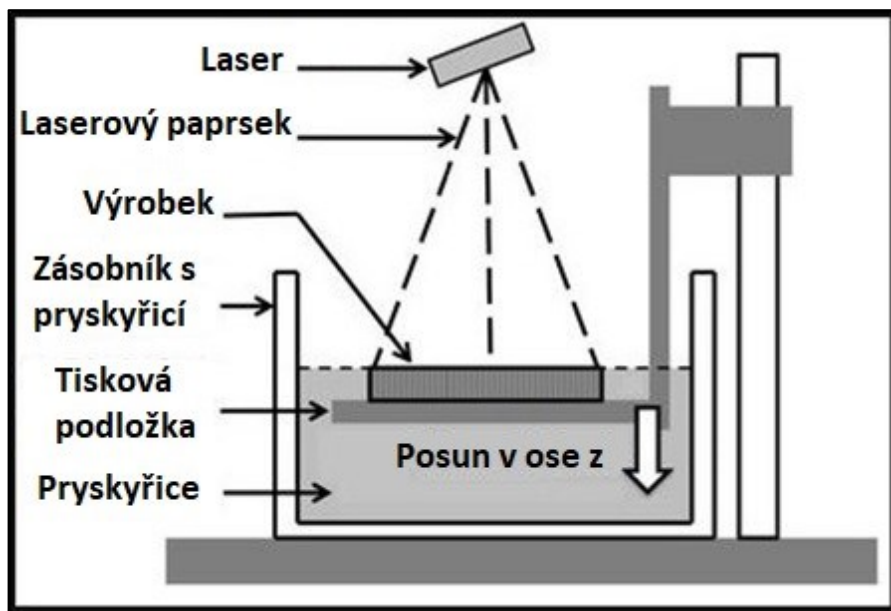 Laser
Laserový paprsek
Výrobek
Zásobník s
pryskyřicí
Tisková
podložka
Posun v ose z
Pryskyřice